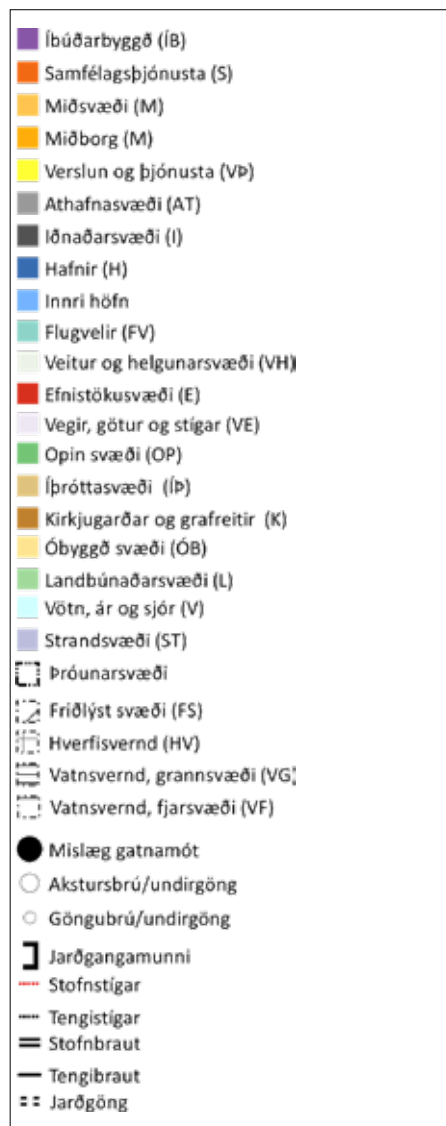 Íbúðarbyggð (ÍB)
Samfélagsþjónusta (S)
Miðsvæði (M)
Miðborg (M)
Verslun og þjónusta (VÞ)
Athafnasvæði (AT)
Iðnaðarsvæði (I)
Hafnir (H)
Innri höfn
Flugvelir (FV)
Veitur og helgunarsvæði (VH)
Efnistökusvæði (E)
Vegir, götur og stígar (VE)
Opin svæði (OP)
Íþróttasvæði (ÍÞ)
Kirkjugarðar og grafreitir (K)
Óbyggð svæði (ÓB)
Landbúnaðarsvæði (L)
Vötn, ár og sjór (V)
Strandsvæði (ST)
Þróunarsvæði
Friðlýst svæði (FS)
Hverfisvernd (HV)
Vatnsvernd, grannsvæði (VG)
Vatnsvernd, fjarsvæði (VF)
Mislæg gatnamót
Akstursbrú/undirgöng
Göngubrú/undirgöng
Jarðgangamunni
Stofnstígar
Tengistígar
Stofnbraut
Tengibraut
Jarðgöng